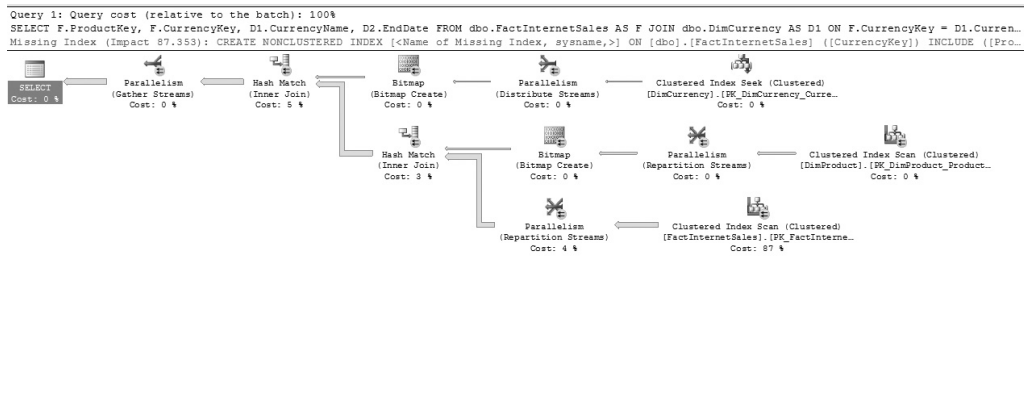 Query 1: Query cost (relative to the batch): 100%
SELECT F.ProductKey, F.CurrencyKey, D1.CurrencyName, D2.EndDate FROM dbo.FactInternetSales AS F JOIN dbo.DimCurrency AS D1 ON F.CurrencyKey = D1.Curren…
Missing Index (Impact 87.353): CREATE NONCLUSTERED INDEX [<Name of Missing Index, sysname,>] ON [dbo].[FactInternetSales] ([CurrencyKey]) INCLUDE ([Pro…
SELECT
Cost: 0 %
Parallelism
(Gather Streams)
Cost: 0 %
Hash Match
(Inner Join)
Cost: 5 %
Bitmap
(Bitmap Create)
Cost: 0 %
Parallelism
(Distribute Streams)
Cost: 0 %
Clustered Index Seek (Clustered)
[DimCurrency].[PK_DimCurrency_Curre…
Cost: 0 %
Hash Match
(Inner Join)
Cost: 3 %
Bitmap
(Bitmap Create)
Cost: 0 %
Parallelism
(Repartition Streams)
Cost: 0 %
Clustered Index Scan (Clustered)
[DimProduct].[PK_DimProduct_Product…
Cost: 0 %
Parallelism
(Repartition Streams)
Cost: 4 %
Clustered Index Scan (Clustered)
[FactInternetSales].[PK_FactInterne…
Cost: 87 %